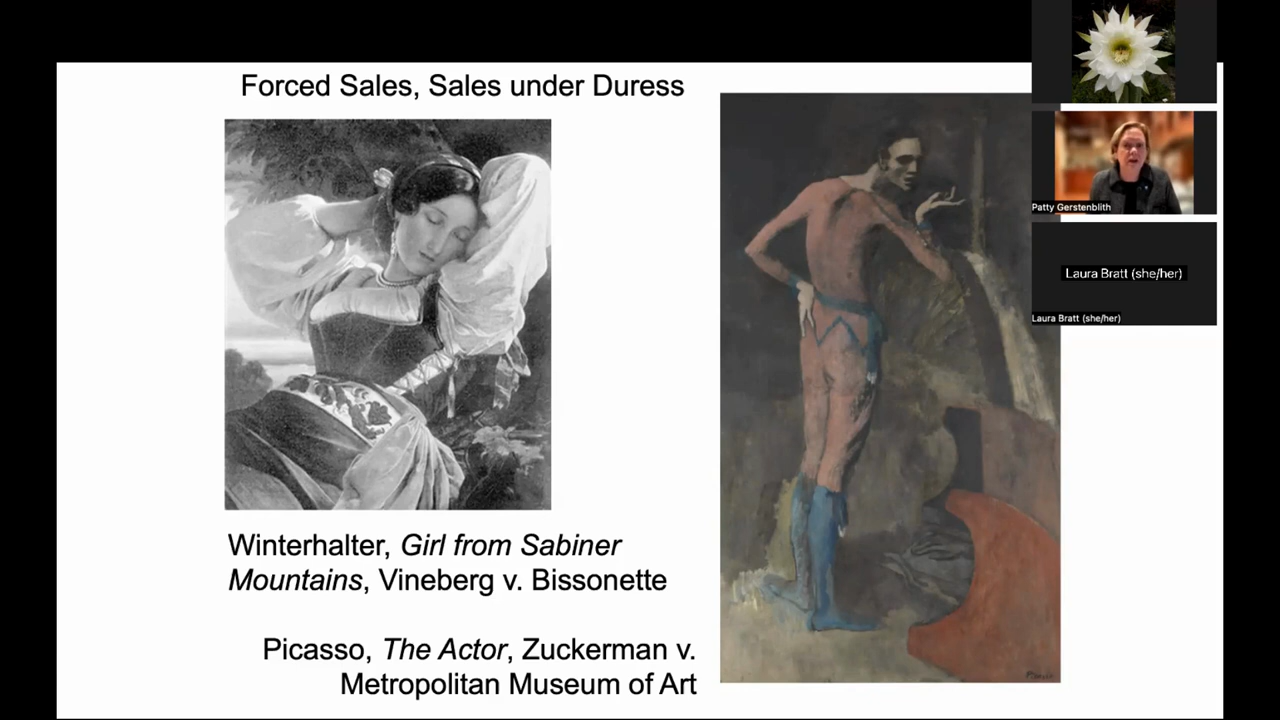 Forced Sales, Sales under Duress
Winterhalter, Girl from Sabiner
Mountains, Vineberg v. Bissonette
Picasso, The Actor, Zuckerman v.
Metropolitan Museum of Art
Patty Gerstenblith
Laura Bratt (she/her)
Laura Bratt (she/her)